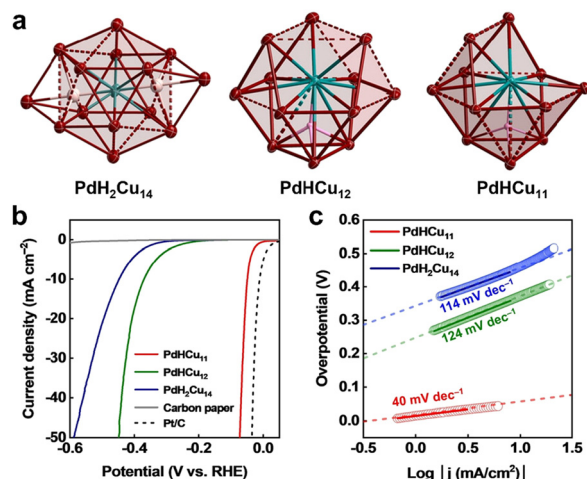 a
PdH₂Cu₁₄
PdHCu₁₂
PdHCu₁₁
b
Current density (mA cm⁻²)
0
-10
-20
-30
-40
-50
PdHCu₁₁
PdHCu₁₂
PdH₂Cu₁₄
Carbon paper
Pt/C
-0.6
-0.4
-0.2
0.0
Potential (V vs. RHE)
c
Overpotential (V)
0.6
0.5
0.4
0.3
0.2
0.1
0.0
PdHCu₁₁
PdHCu₁₂
PdH₂Cu₁₄
114 mV dec⁻¹
124 mV dec⁻¹
40 mV dec⁻¹
-0.5
0.0
0.5
1.0
1.5
Log |j (mA/cm²)|